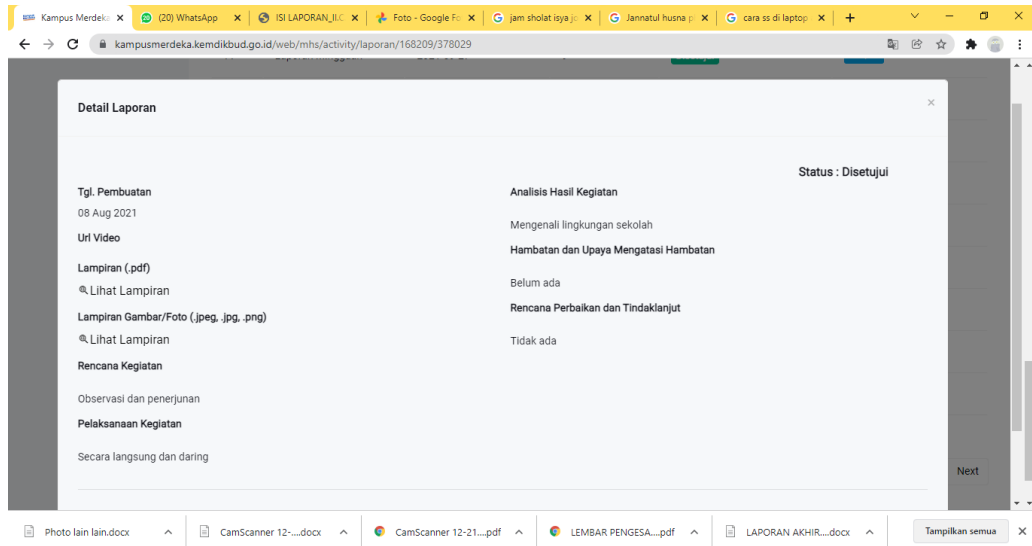 Kampus Merdeka
(20) WhatsApp
ISI LAPORAN_II.C
Foto - Google Fo
jam sholat isya jo
Jannatul husna p
cara ss di laptop
kampusmerdeka.kemdikbud.go.id/web/mhs/activity/laporan/168209/378029
Detail Laporan
Status : Disetujui
Tgl. Pembuatan
08 Aug 2021
Url Video
Lampiran (.pdf)
Lihat Lampiran
Lampiran Gambar/Foto (.jpeg, .jpg, .png)
Lihat Lampiran
Rencana Kegiatan
Observasi dan penerjunan
Pelaksanaan Kegiatan
Secara langsung dan daring
Analisis Hasil Kegiatan
Mengenali lingkungan sekolah
Hambatan dan Upaya Mengatasi Hambatan
Belum ada
Rencana Perbaikan dan Tindaklanjut
Tidak ada
Next
Photo lain lain.docx
CamScanner 12-....docx
CamScanner 12-21....pdf
LEMBAR PENGESA....pdf
LAPORAN AKHIR....docx
Tampilkan semua